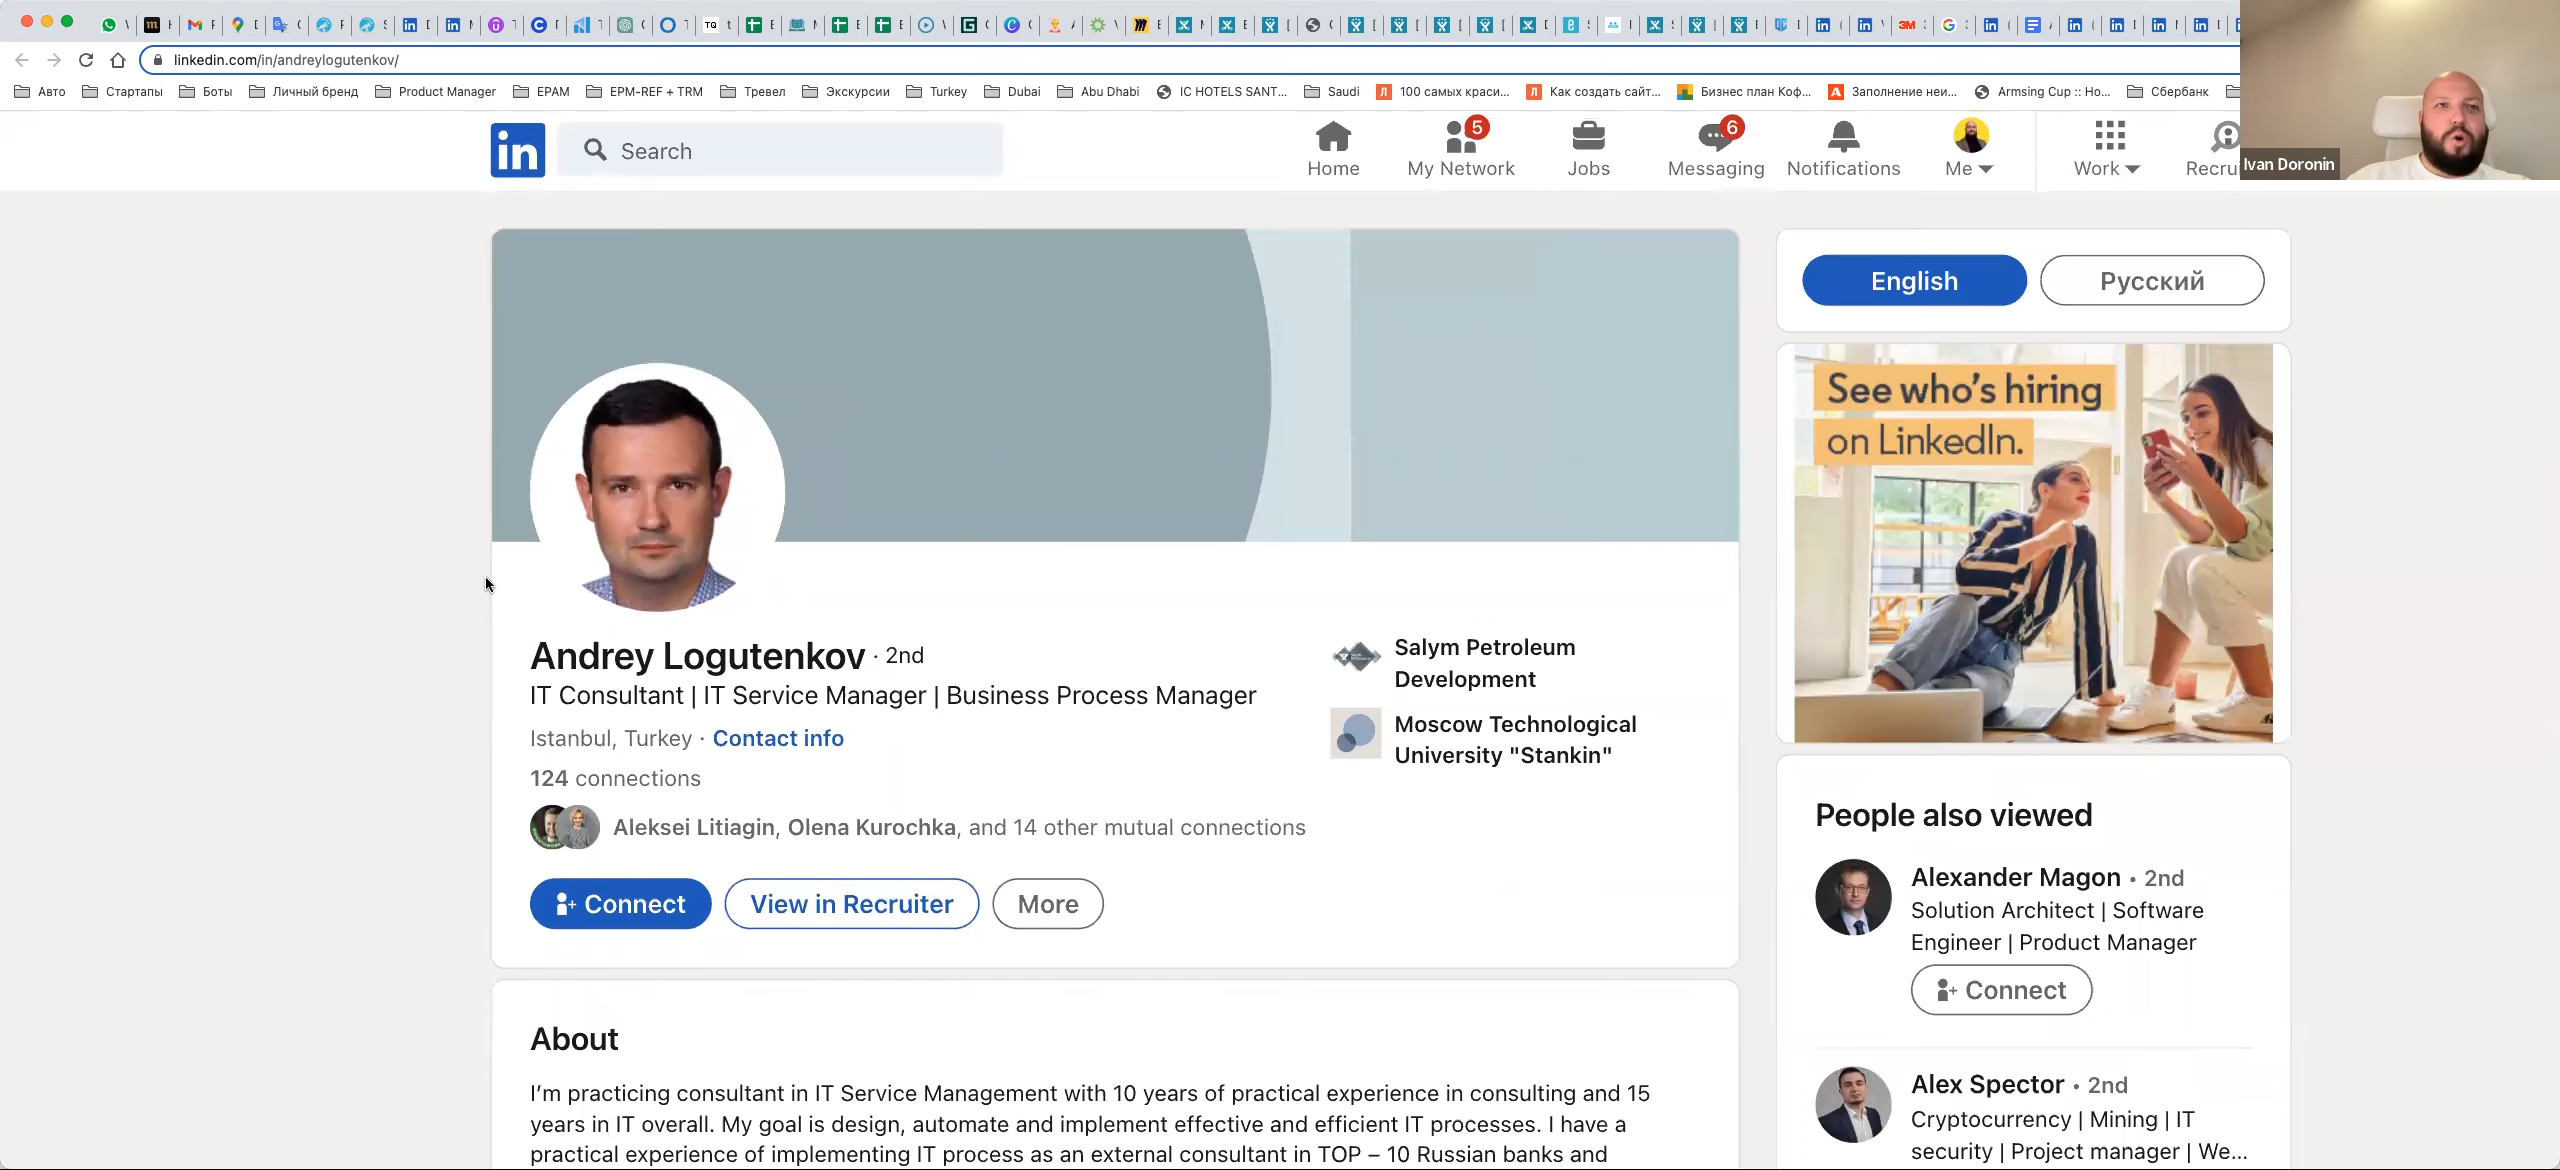 linkedin.com/in/andreylogutenkov/
Авто
Стартапы
Боты
Личный бренд
Product Manager
EPAM
EPM-REF + TRM
Тревел
Экскурсии
Turkey
Dubai
Abu Dhabi
IC HOTELS SANT...
Saudi
100 самых краси...
Как создать сайт...
Бизнес план Коф...
Заполнение неи...
Armsing Cup :: Но...
Сбербанк
in
Search
Home
5
My Network
Jobs
6
Messaging
Notifications
Me
Work
Recru
Ivan Doronin
English
Русский
See who's hiring
on LinkedIn.
Andrey Logutenkov · 2nd
IT Consultant | IT Service Manager | Business Process Manager
Istanbul, Turkey · Contact info
124 connections
Aleksei Litiagin, Olena Kurochka, and 14 other mutual connections
Salym Petroleum
Development
Moscow Technological
University "Stankin"
Connect
View in Recruiter
More
About
I'm practicing consultant in IT Service Management with 10 years of practical experience in consulting and 15
years in IT overall. My goal is design, automate and implement effective and efficient IT processes. I have a
practical experience of implementing IT process as an external consultant in TOP – 10 Russian banks and
People also viewed
Alexander Magon • 2nd
Solution Architect | Software
Engineer | Product Manager
Connect
Alex Spector • 2nd
Cryptocurrency | Mining | IT
security | Project manager | We...